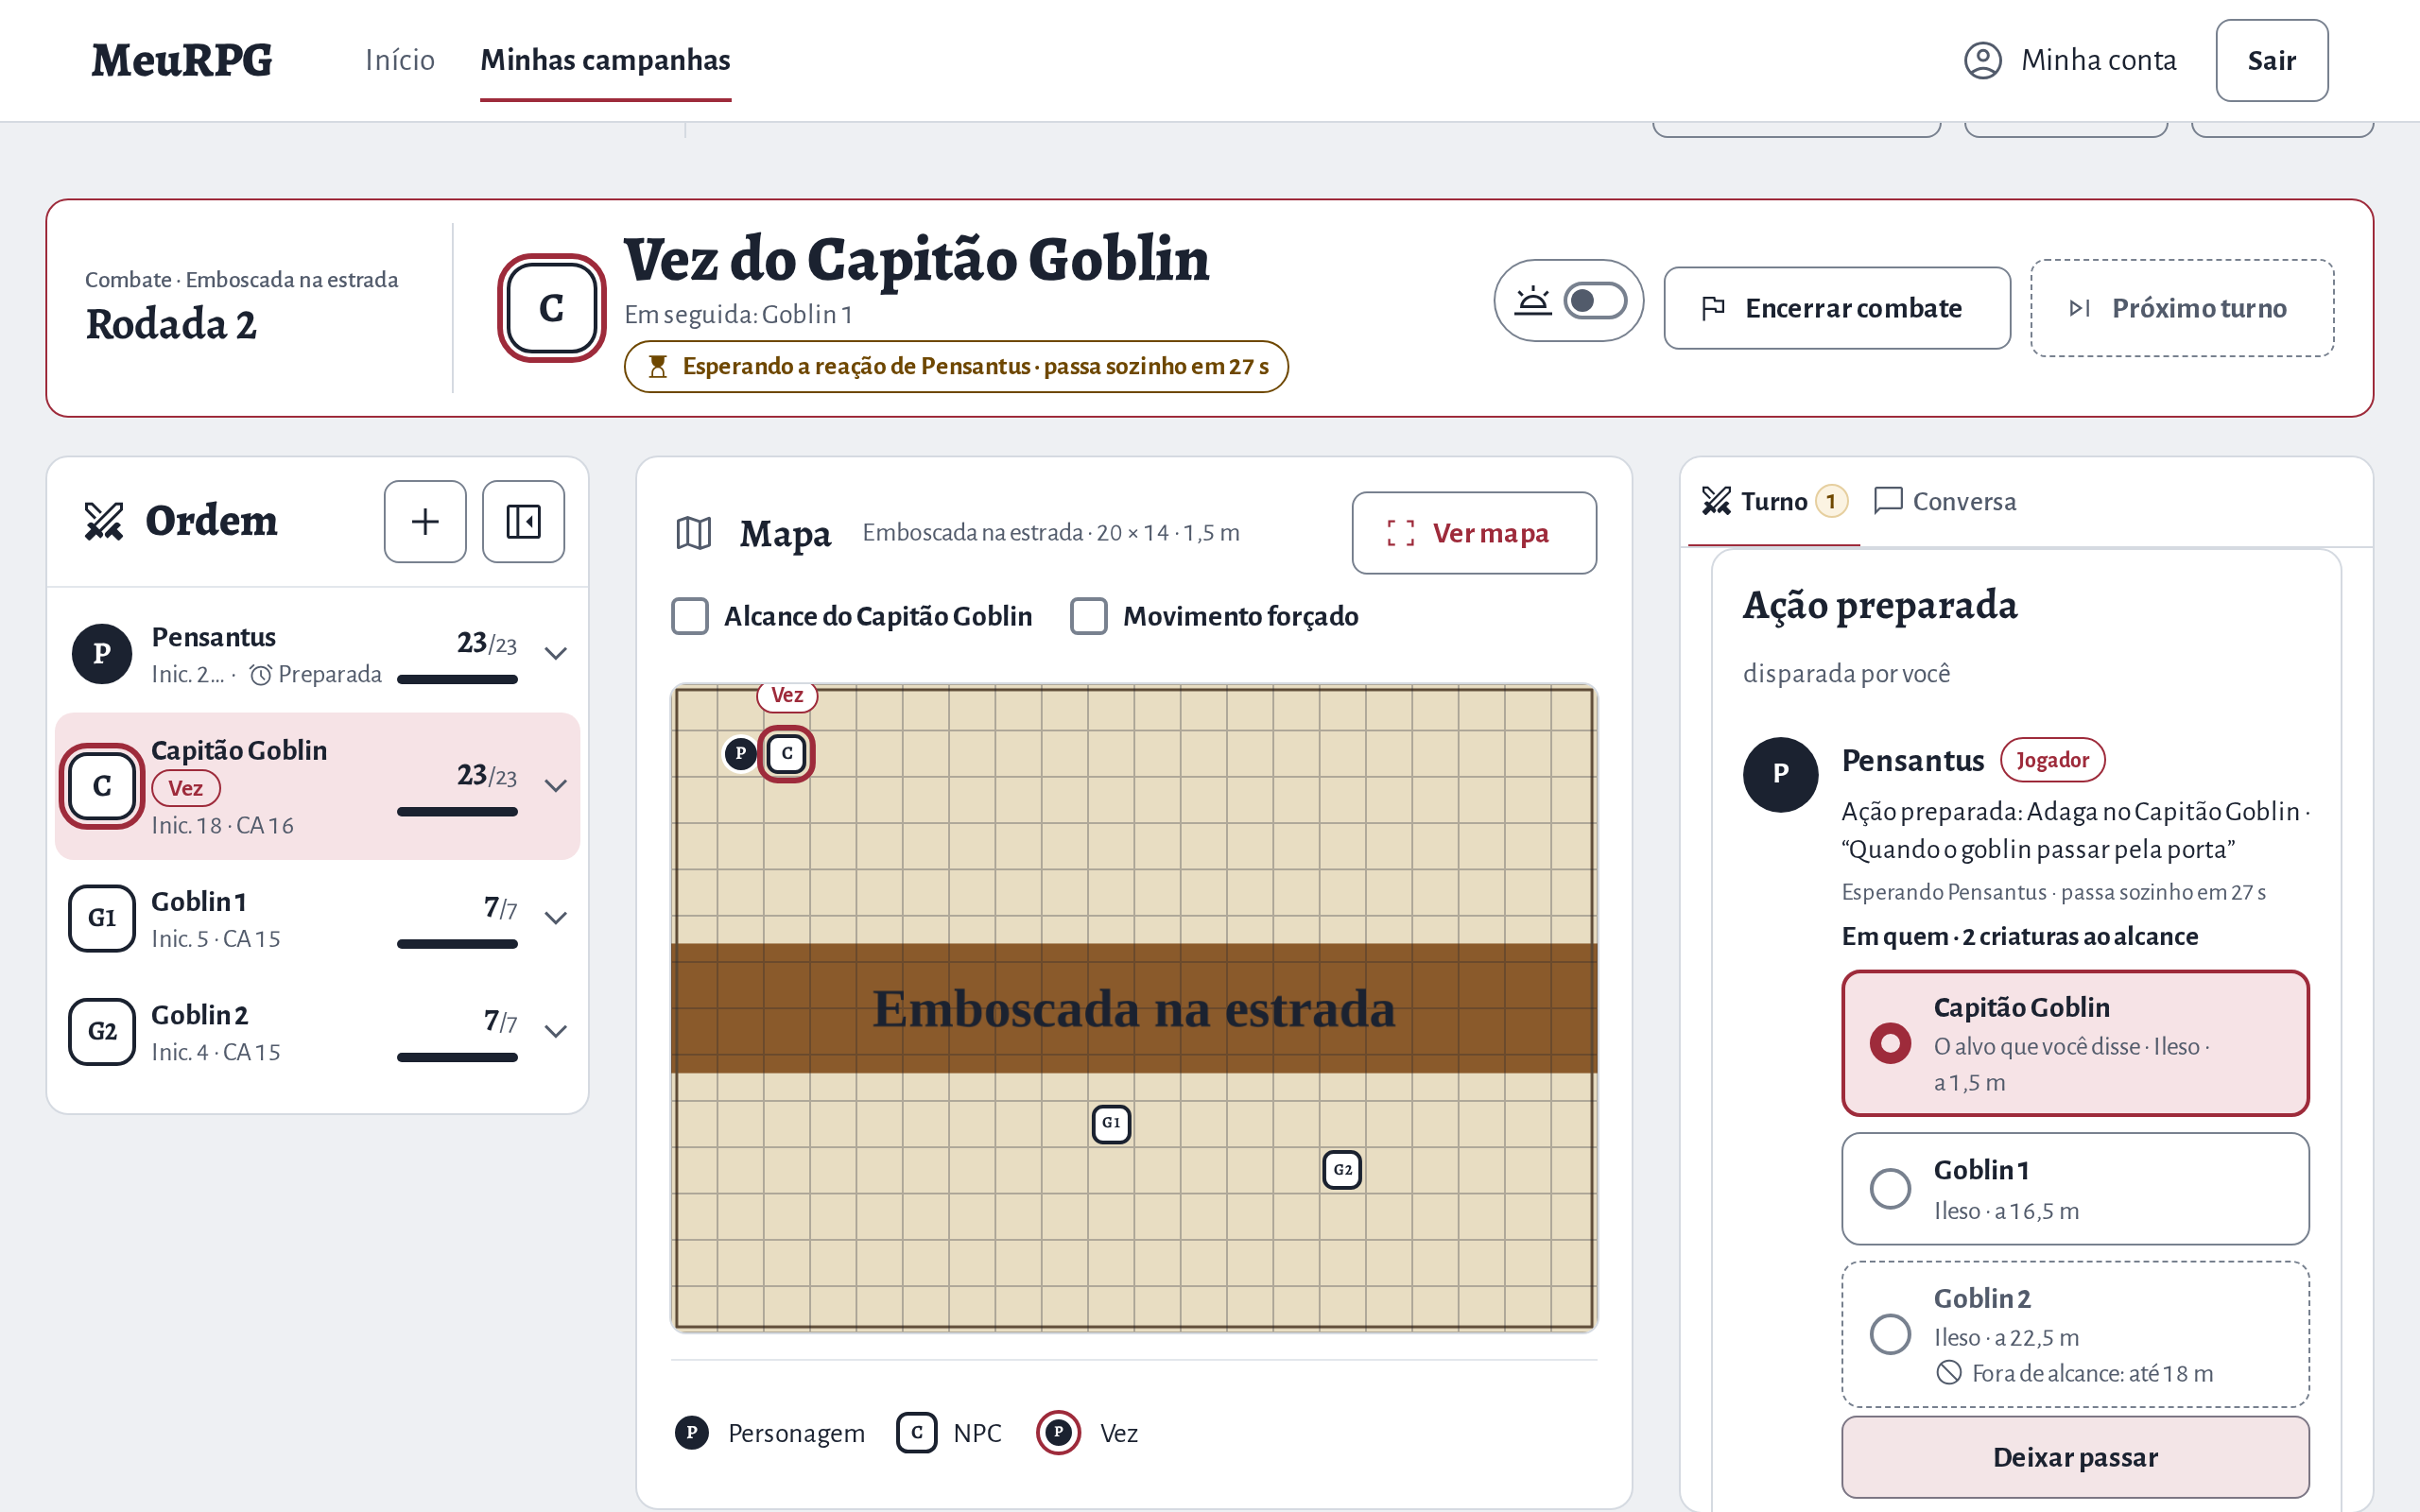 MeuRPG
Início
Minhas campanhas
Minha conta
Sair
Combate · Emboscada na estrada
Rodada 2
C
Vez do Capitão Goblin
Em seguida: Goblin 1
Esperando a reação de Pensantus · passa sozinho em 27 s
Encerrar combate
Próximo turno
Ordem
P
Pensantus
Inic. 2… · Preparada
23/23
C
Capitão Goblin
Vez
Inic. 18 · CA 16
23/23
G1
Goblin 1
Inic. 5 · CA 15
7/7
G2
Goblin 2
Inic. 4 · CA 15
7/7
Mapa
Emboscada na estrada · 20 × 14 · 1,5 m
Ver mapa
Alcance do Capitão Goblin
Movimento forçado
Vez
P
C
Emboscada na estrada
G1
G2
P
Personagem
C
NPC
P
Vez
Turno 1
Conversa
Ação preparada
disparada por você
P
Pensantus
Jogador
Ação preparada: Adaga no Capitão Goblin ·
“Quando o goblin passar pela porta”
Esperando Pensantus · passa sozinho em 27 s
Em quem · 2 criaturas ao alcance
Capitão Goblin
O alvo que você disse · Ileso ·
a 1,5 m
Goblin 1
Ileso · a 16,5 m
Goblin 2
Ileso · a 22,5 m
Fora de alcance: até 18 m
Deixar passar